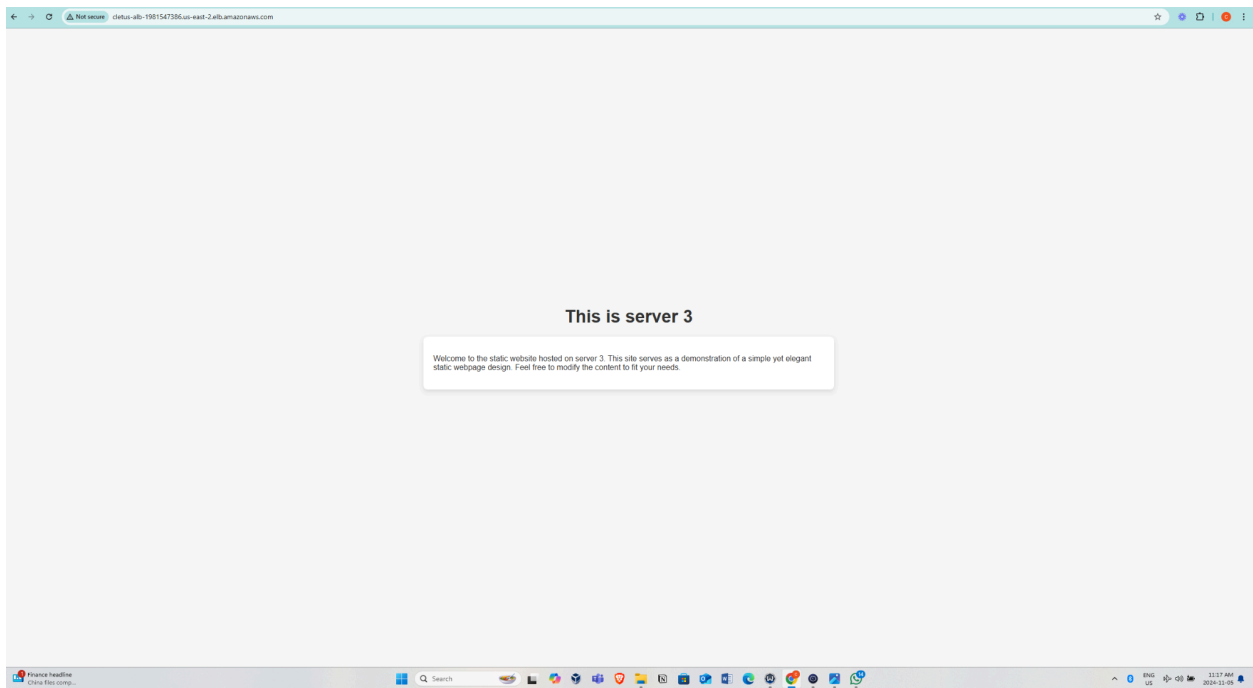 Not secure cletus-alb-1981547386.us-east-2.elb.amazonaws.com
This is server 3
Welcome to the static website hosted on server 3. This site serves as a demonstration of a simple yet elegant
static webpage design. Feel free to modify the content to fit your needs.
Finance headline
China files comp...
Search
ENG
US
11:17 AM
2024-11-05